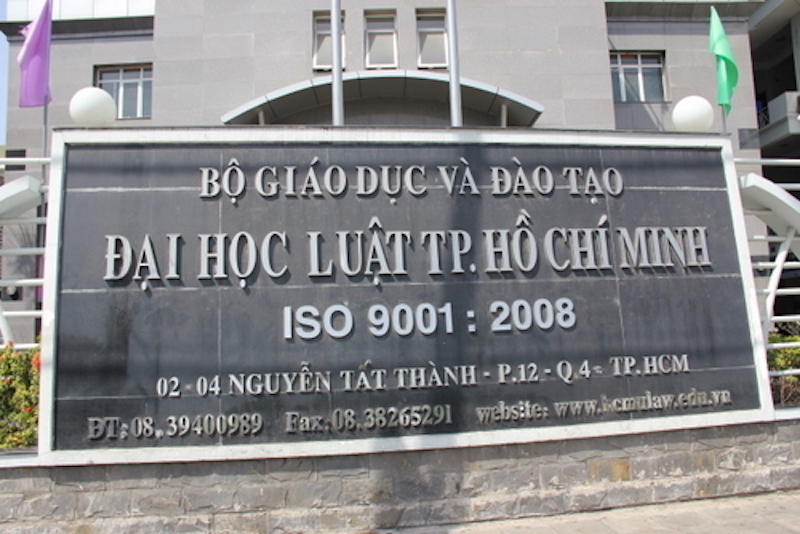 BỘ GIÁO DỤC VÀ ĐÀO TẠO
ĐẠI HỌC LUẬT TP. HỒ CHÍ MINH
ISO 9001 : 2008
02 - 04 NGUYỄN TẤT THÀNH - P.12 - Q.4 - TP.HCM
ĐT: 08.39400989 Fax: 08.38265291 website: www.hcmulaw.edu.vn